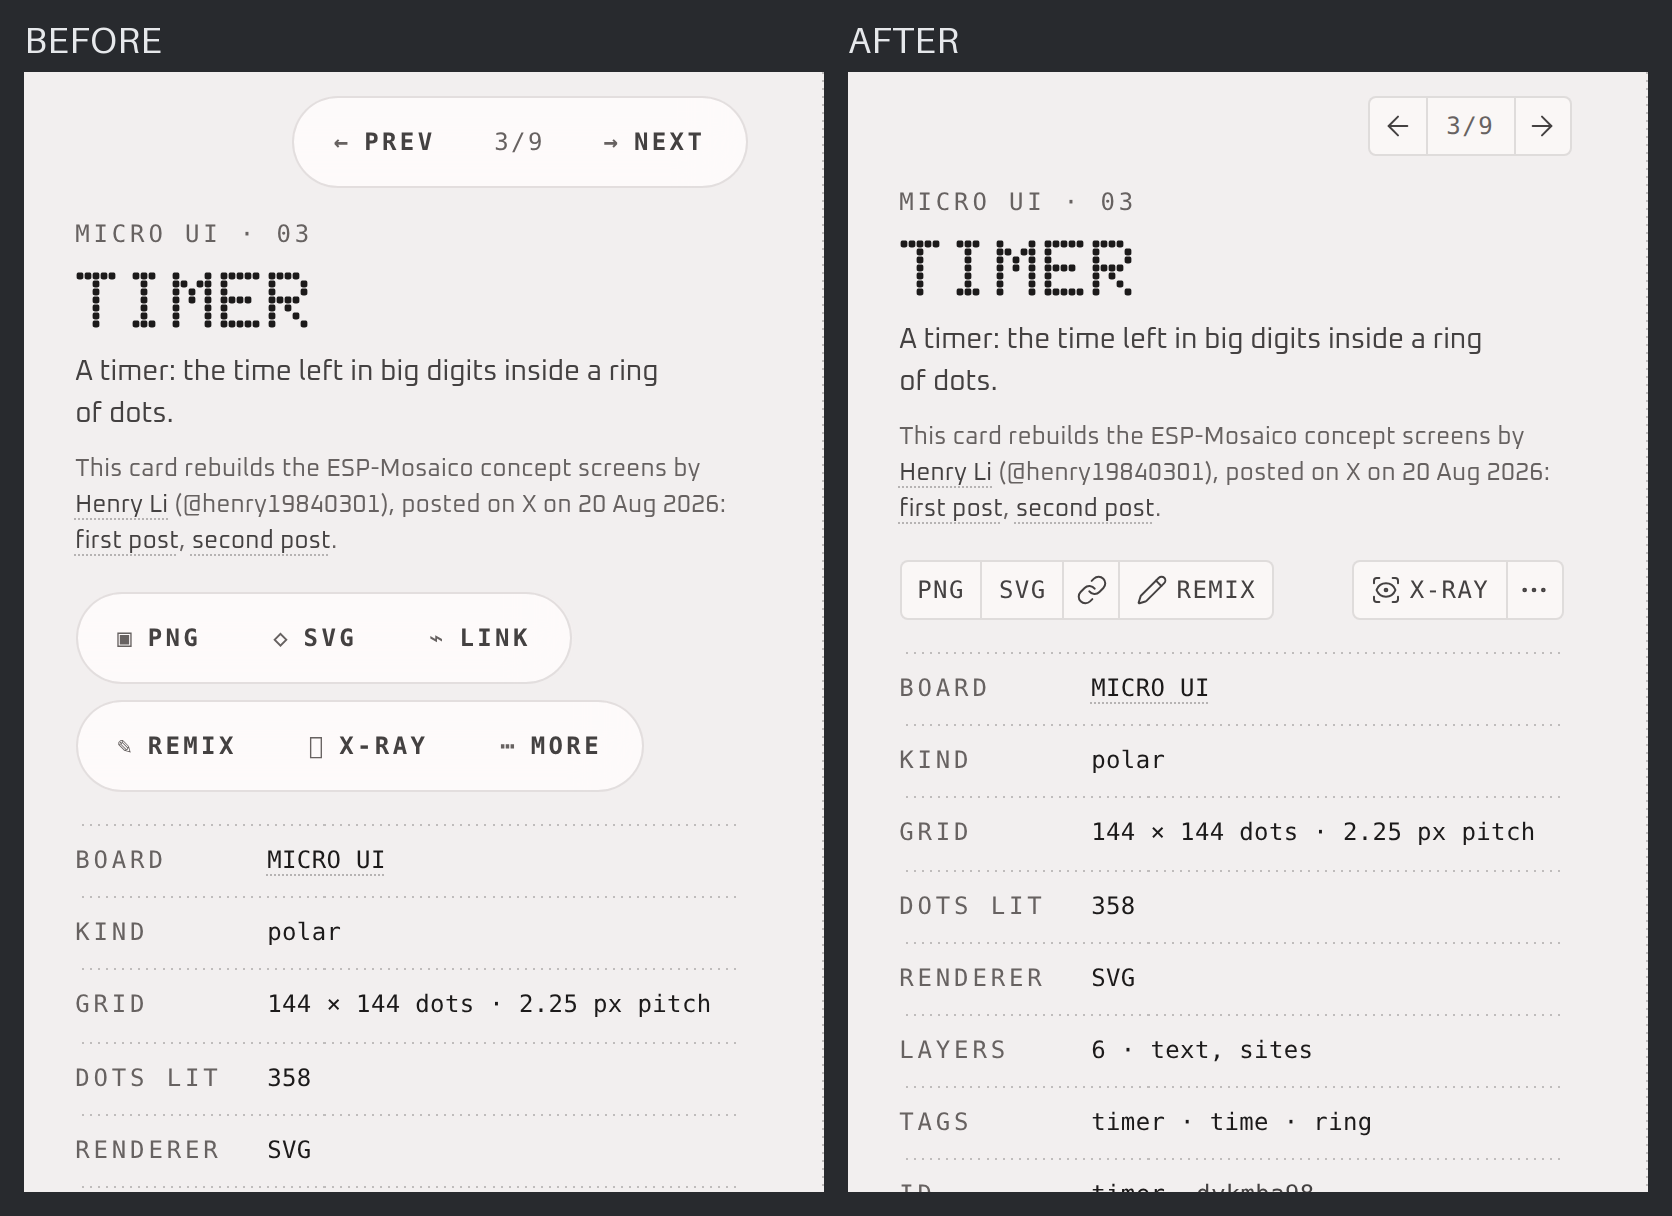 BEFORE
← PREV 3/9 → NEXT
MICRO UI · 03
TIMER
A timer: the time left in big digits inside a ring
of dots.
This card rebuilds the ESP-Mosaico concept screens by
Henry Li (@henry19840301), posted on X on 20 Aug 2026:
first post, second post.
▣ PNG ◇ SVG ⌁ LINK
✎ REMIX X-RAY ⋯ MORE
BOARD MICRO UI
KIND polar
GRID 144 × 144 dots · 2.25 px pitch
DOTS LIT 358
RENDERER SVG
AFTER
← 3/9 →
MICRO UI · 03
TIMER
A timer: the time left in big digits inside a ring
of dots.
This card rebuilds the ESP-Mosaico concept screens by
Henry Li (@henry19840301), posted on X on 20 Aug 2026:
first post, second post.
PNG SVG REMIX X-RAY ···
BOARD MICRO UI
KIND polar
GRID 144 × 144 dots · 2.25 px pitch
DOTS LIT 358
RENDERER SVG
LAYERS 6 · text, sites
TAGS timer · time · ring
ID timer